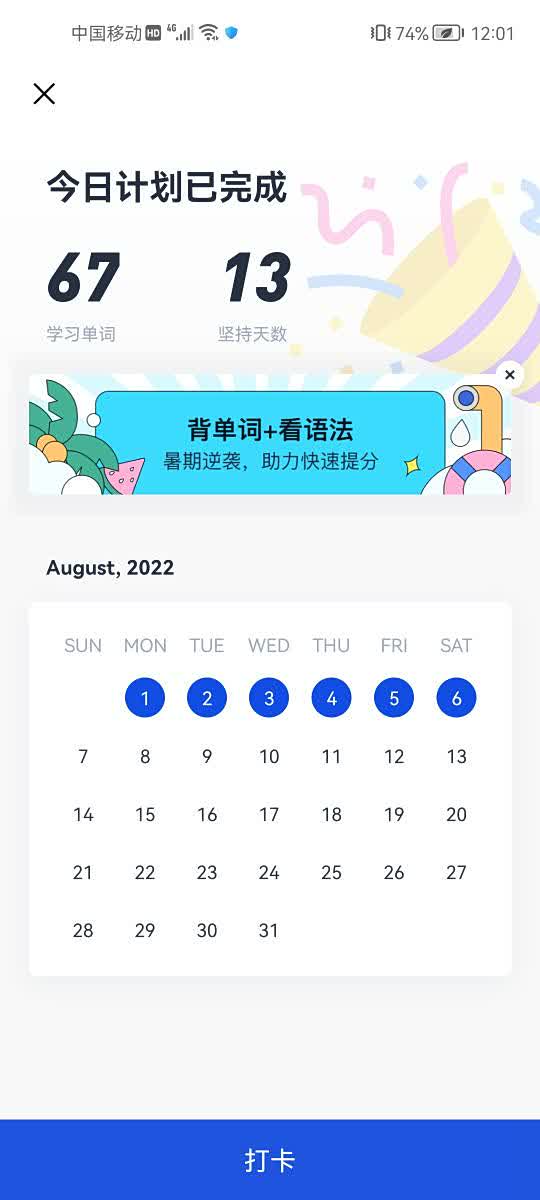 中国移动 HD 4G 74% 12:01
今日计划已完成
67 13
学习单词 坚持天数
背单词+看语法
暑期逆袭，助力快速提分
August, 2022
SUN MON TUE WED THU FRI SAT
1 2 3 4 5 6
7 8 9 10 11 12 13
14 15 16 17 18 19 20
21 22 23 24 25 26 27
28 29 30 31
打卡